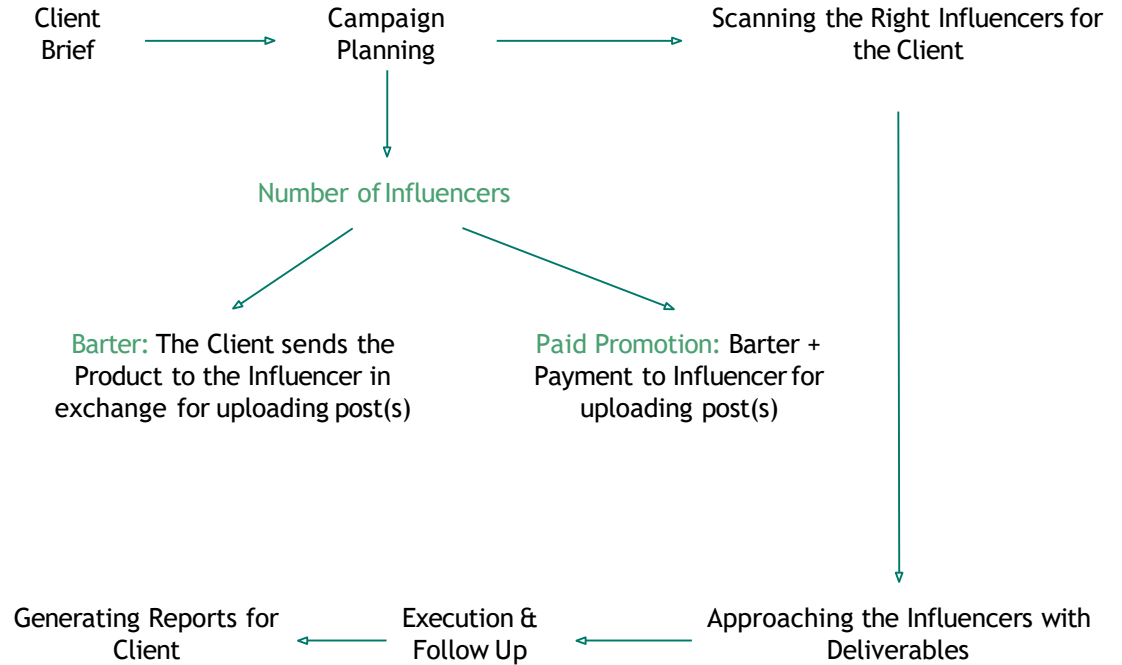 Client
Brief
Campaign
Planning
Scanning the Right Influencers for
the Client
Number of Influencers
Barter: The Client sends the
Product to the Influencer in
exchange for uploading post(s)
Paid Promotion: Barter +
Payment to Influencer for
uploading post(s)
Generating Reports for
Client
Execution &
Follow Up
Approaching the Influencers with
Deliverables